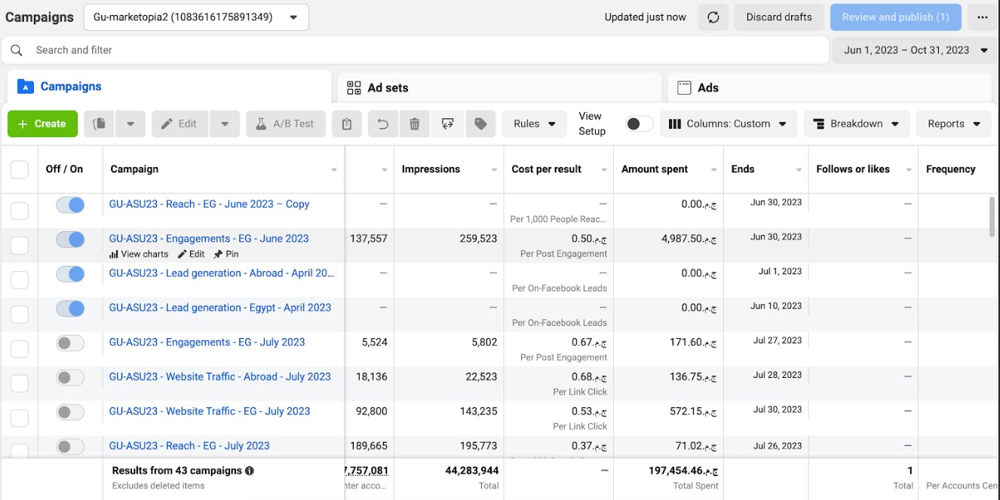 Campaigns Gu-marketopia2 (1083616175891349) Updated just now Discard drafts Review and publish (1)
Search and filter Jun 1, 2023 – Oct 31, 2023
Campaigns Ad sets Ads
+ Create Edit A/B Test Rules View Setup Columns: Custom Breakdown Reports
Off / On Campaign Impressions Cost per result Amount spent Ends Follows or likes Frequency
GU-ASU23 - Reach - EG - June 2023 – Copy — — — ج.م.0.00 Jun 30, 2023 —
Per 1,000 People Reac...
GU-ASU23 - Engagements - EG - June 2023 137,557 259,523 ج.م.0.50 ج.م.4,987.50 Jun 30, 2023 —
View charts Edit Pin Per Post Engagement
GU-ASU23 - Lead generation - Abroad - April 20... — — — ج.م.0.00 Jul 1, 2023 —
Per On-Facebook Leads
GU-ASU23 - Lead generation - Egypt - April 2023 — — — ج.م.0.00 Jun 10, 2023 —
Per On-Facebook Leads
GU-ASU23 - Engagements - EG - July 2023 5,524 5,802 ج.م.0.67 ج.م.171.60 Jul 27, 2023 —
Per Post Engagement
GU-ASU23 - Website Traffic - Abroad - July 2023 18,136 22,523 ج.م.0.68 ج.م.136.75 Jul 28, 2023 —
Per Link Click
GU-ASU23 - Website Traffic - EG - July 2023 92,800 143,235 ج.م.0.53 ج.م.572.15 Jul 30, 2023 —
Per Link Click
GU-ASU23 - Reach - EG - July 2023 189,665 195,773 ج.م.0.37 ج.م.71.02 Jul 26, 2023 —
Results from 43 campaigns 7,757,081 44,283,944 — ج.م.197,454.46 1
Excludes deleted items nter acco... Total Total Spent Total Per Accounts Cen